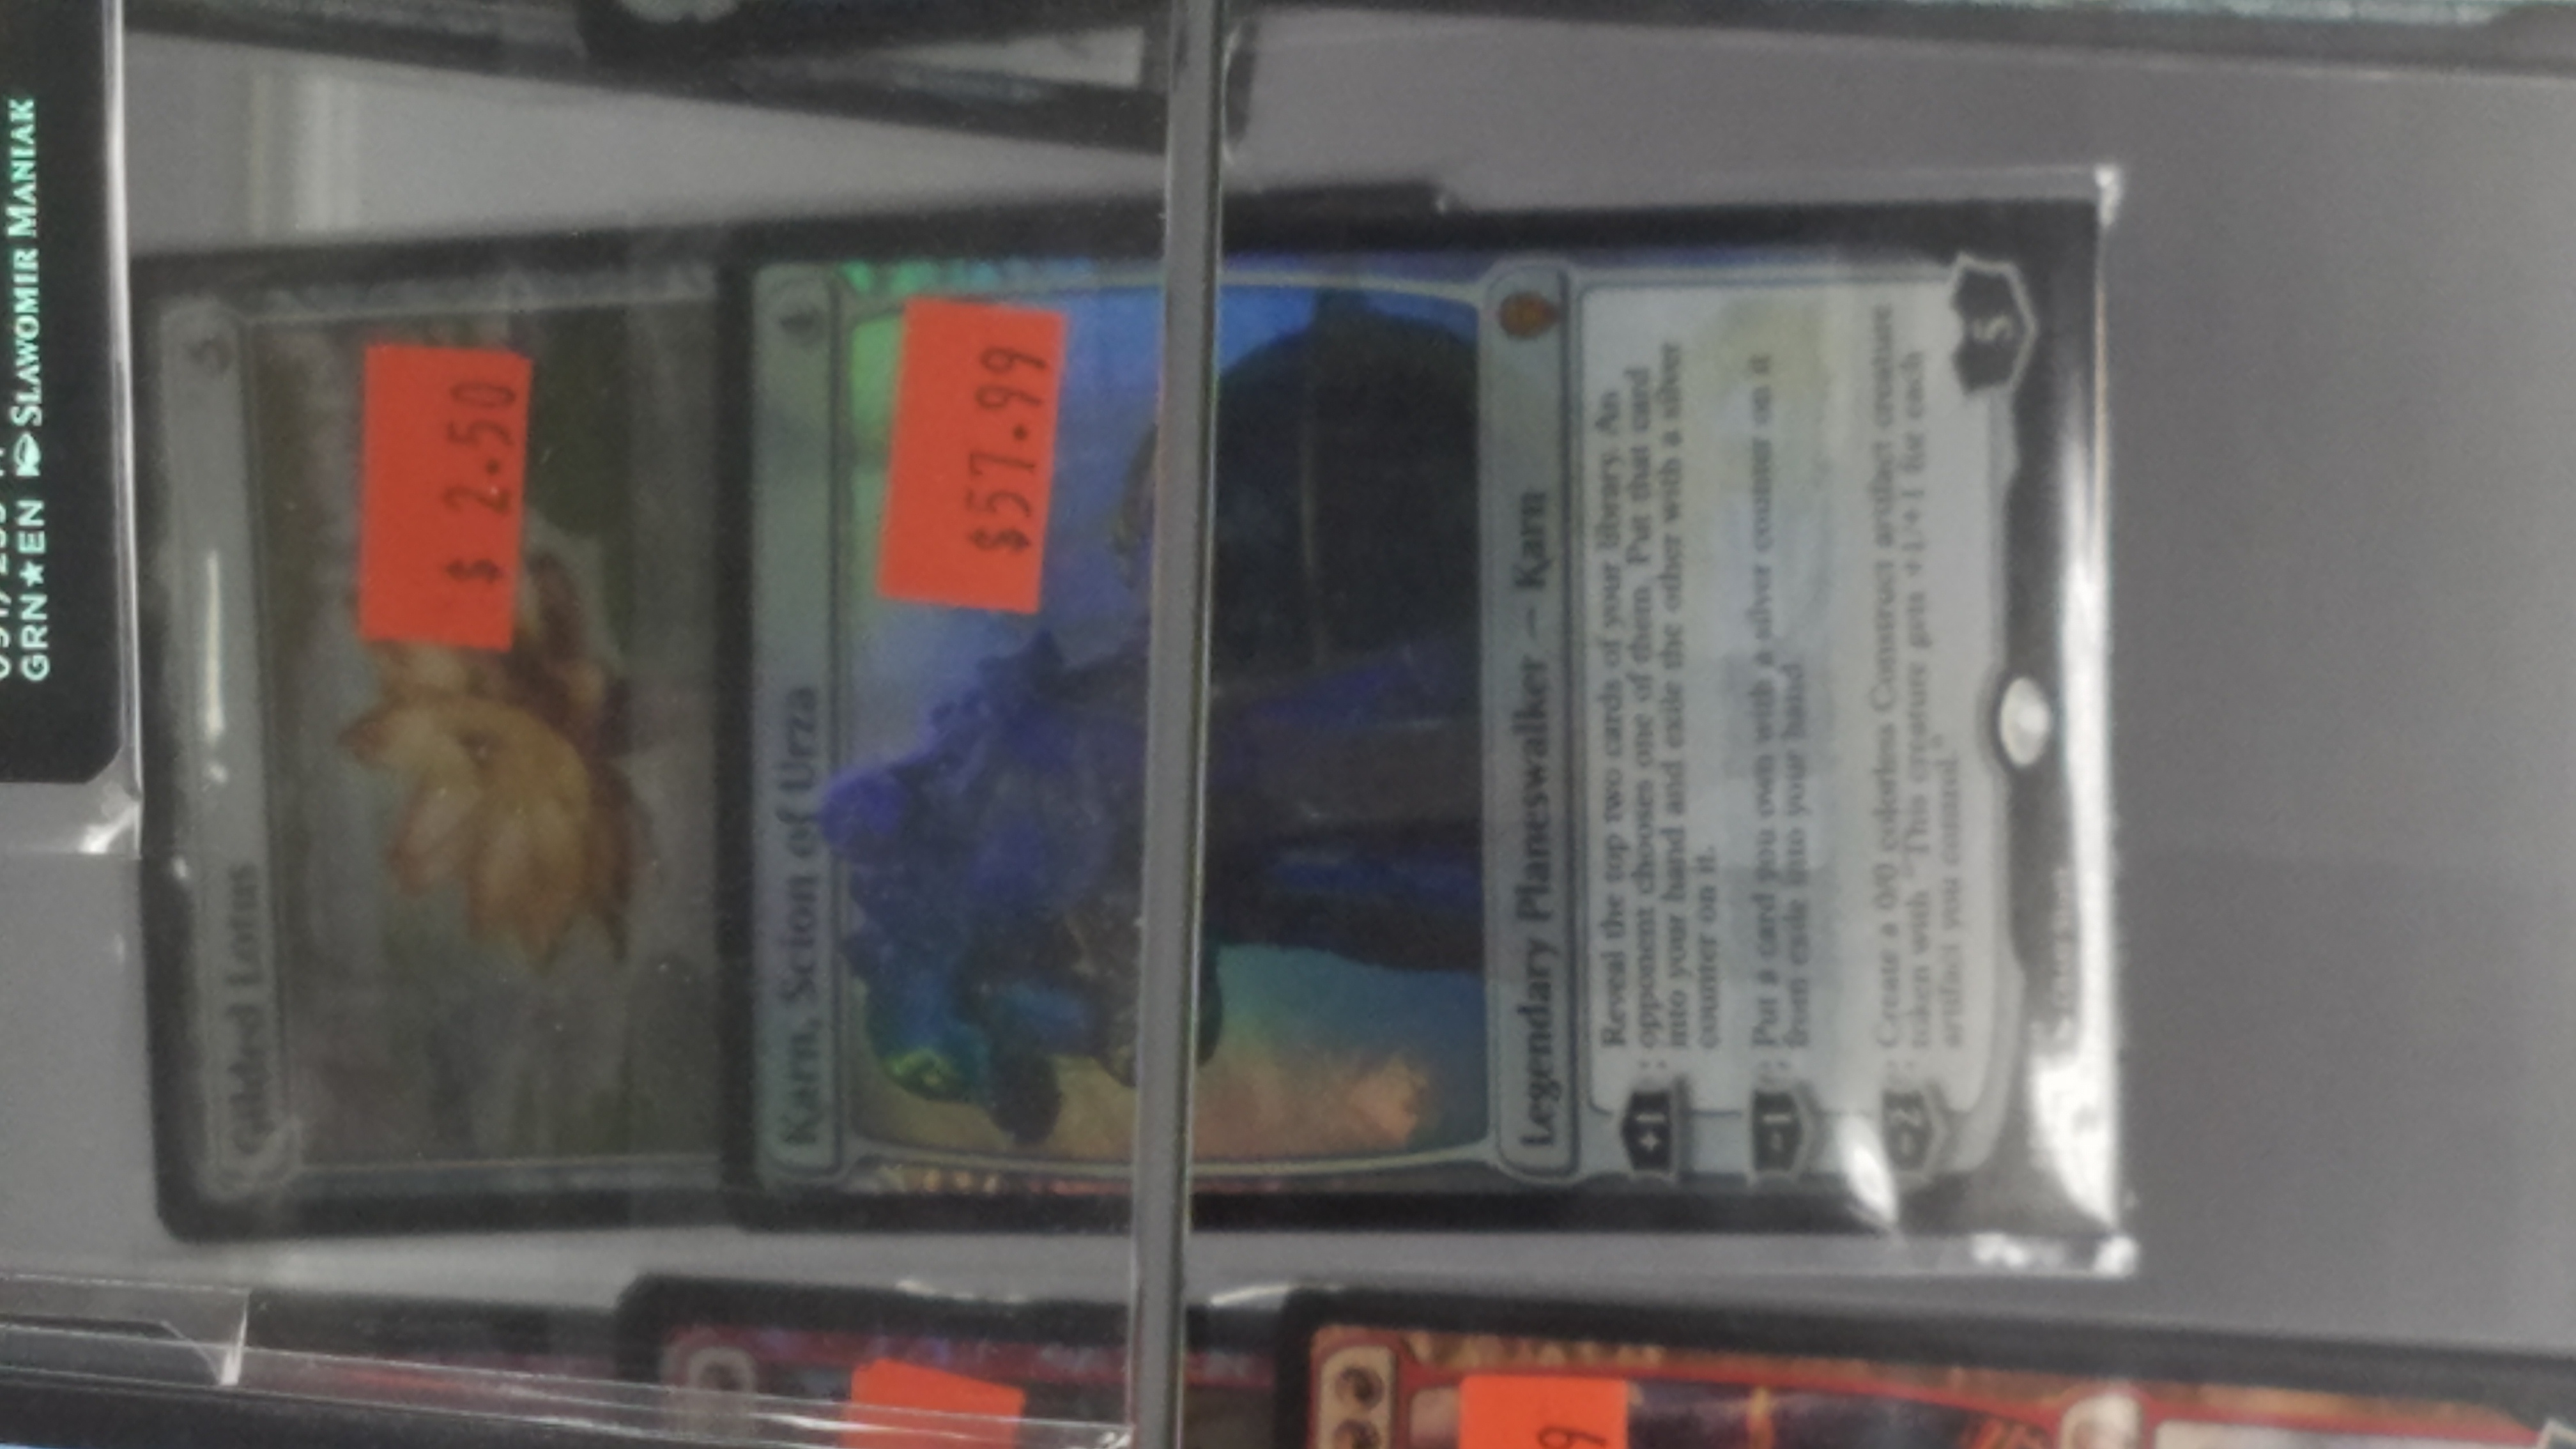 GRN★EN SLAWOMIR MANIAK
Gilded Lotus 5
$ 2.50
Karn, Scion of Urza 4
$57.99
Legendary Planeswalker — Karn
+1: Reveal the top two cards of your library. An
opponent chooses one of them. Put that card
into your hand and exile the other with a silver
counter on it.
−1: Put a card you own with a silver counter on it
from exile into your hand.
−2: Create a 0/0 colorless Construct artifact creature
token with "This creature gets +1/+1 for each
artifact you control."
5
9